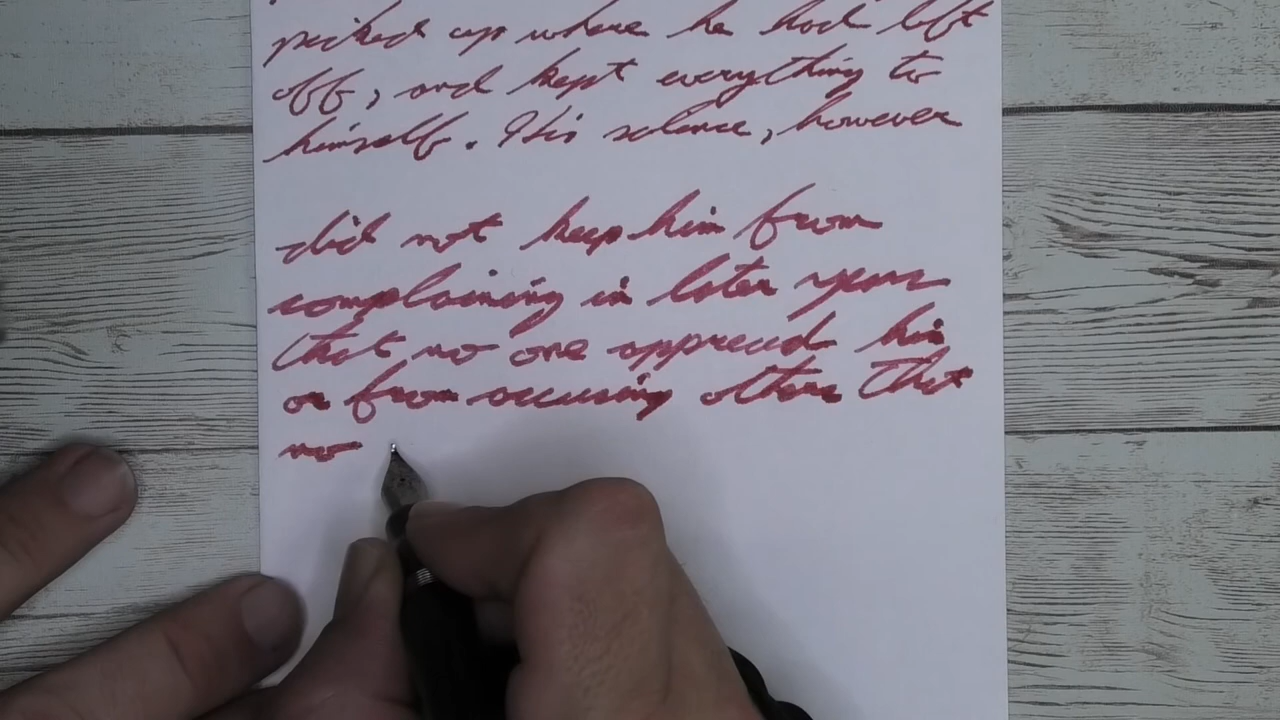 picked up where he had left
off, and kept everything to
himself. His silence, however
did not keep him from
complaining in later years
that no one appreead him
or from accusing others that
no